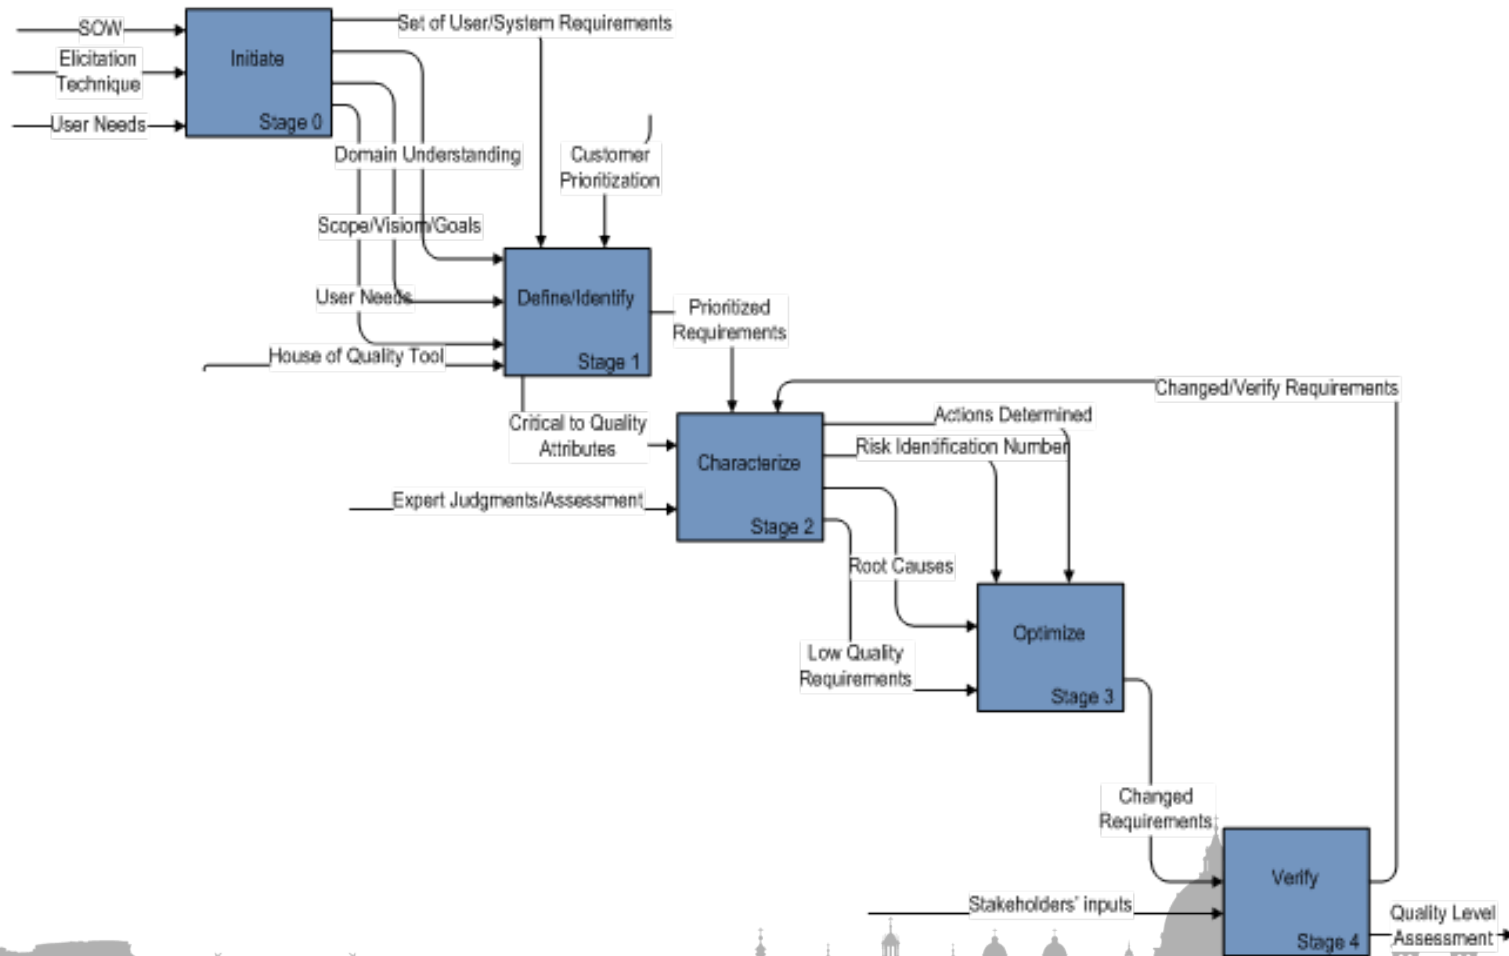 SOW
Set of User/System Requirements
Elicitation
Technique
Initiate
User Needs
Stage 0
Domain Understanding
Customer
Prioritization
Scope/Vision/Goals
User Needs
Define/Identify
Prioritized
Requirements
House of Quality Tool
Stage 1
Changed/Verify Requirements
Critical to Quality
Attributes
Actions Determined
Risk Identification Number
Characterize
Expert Judgments/Assessment
Stage 2
Root Causes
Optimize
Low Quality
Requirements
Stage 3
Changed
Requirements
Verify
Stakeholders' inputs
Quality Level
Assessment
Stage 4